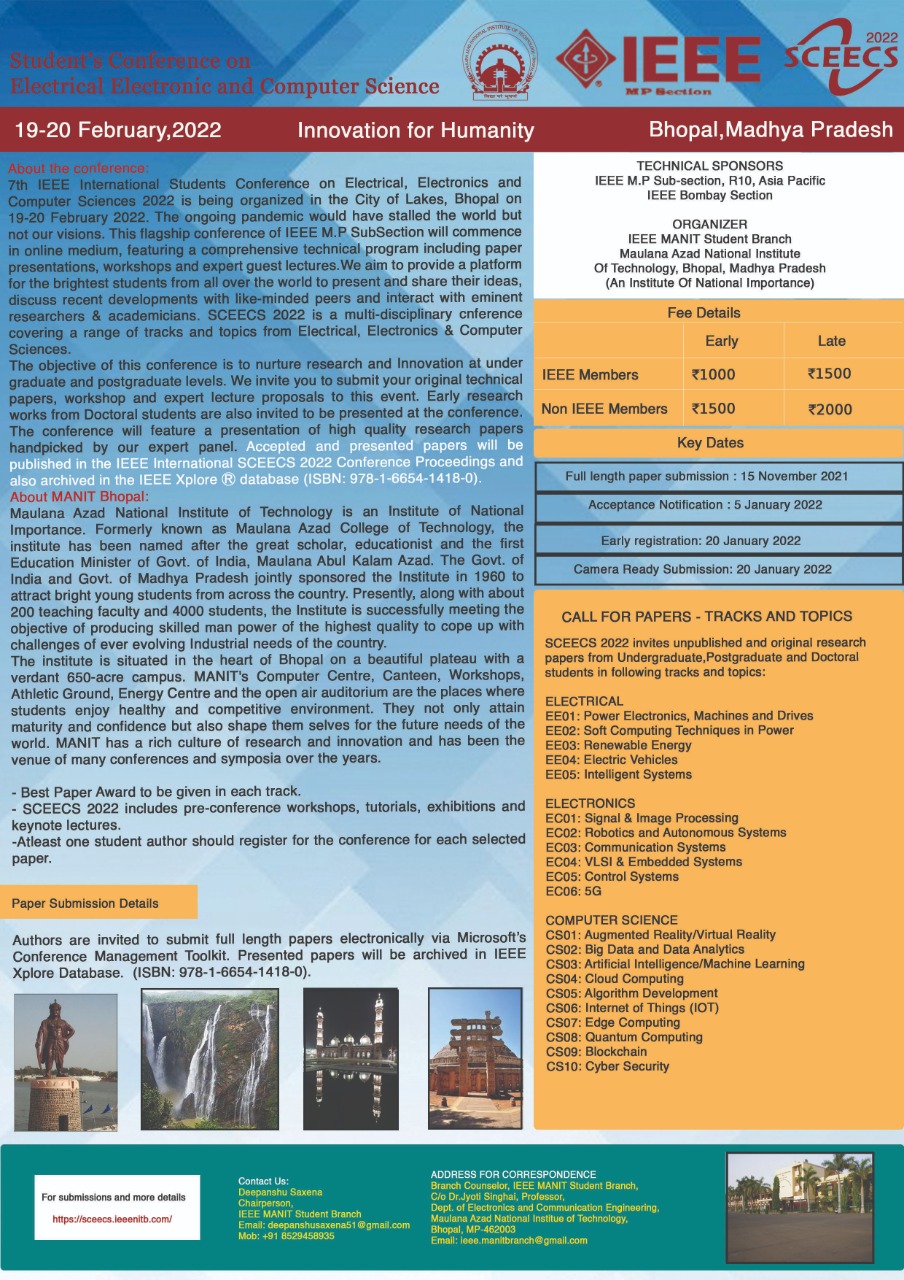 Student's Conference on
Electrical Electronic and Computer Science
IEEE
MP Section
SCEECS
2022
19-20 February,2022
Innovation for Humanity
Bhopal,Madhya Pradesh
About the conference:
7th IEEE International Students Conference on Electrical, Electronics and
Computer Sciences 2022 is being organized in the City of Lakes, Bhopal on
19-20 February 2022. The ongoing pandemic would have stalled the world but
not our visions. This flagship conference of IEEE M.P SubSection will commence
in online medium, featuring a comprehensive technical program including paper
presentations, workshops and expert guest lectures.We aim to provide a platform
for the brightest students from all over the world to present and share their ideas,
discuss recent developments with like-minded peers and interact with eminent
researchers & academicians. SCEECS 2022 is a multi-disciplinary cnference
covering a range of tracks and topics from Electrical, Electronics & Computer
Sciences.
The objective of this conference is to nurture research and Innovation at under
graduate and postgraduate levels. We invite you to submit your original technical
papers, workshop and expert lecture proposals to this event. Early research
works from Doctoral students are also invited to be presented at the conference.
The conference will feature a presentation of high quality research papers
handpicked by our expert panel. Accepted and presented papers will be
published in the IEEE International SCEECS 2022 Conference Proceedings and
also archived in the IEEE Xplore ® database (ISBN: 978-1-6654-1418-0).
About MANIT Bhopal:
Maulana Azad National Institute of Technology is an Institute of National
Importance. Formerly known as Maulana Azad College of Technology, the
institute has been named after the great scholar, educationist and the first
Education Minister of Govt. of India, Maulana Abul Kalam Azad. The Govt. of
India and Govt. of Madhya Pradesh jointly sponsored the Institute in 1960 to
attract bright young students from across the country. Presently, along with about
200 teaching faculty and 4000 students, the Institute is successfully meeting the
objective of producing skilled man power of the highest quality to cope up with
challenges of ever evolving Industrial needs of the country.
The institute is situated in the heart of Bhopal on a beautiful plateau with a
verdant 650-acre campus. MANIT's Computer Centre, Canteen, Workshops,
Athletic Ground, Energy Centre and the open air auditorium are the places where
students enjoy healthy and competitive environment. They not only attain
maturity and confidence but also shape them selves for the future needs of the
world. MANIT has a rich culture of research and innovation and has been the
venue of many conferences and symposia over the years.
- Best Paper Award to be given in each track.
- SCEECS 2022 includes pre-conference workshops, tutorials, exhibitions and
keynote lectures.
-Atleast one student author should register for the conference for each selected
paper.
Paper Submission Details
Authors are invited to submit full length papers electronically via Microsoft's
Conference Management Toolkit. Presented papers will be archived in IEEE
Xplore Database. (ISBN: 978-1-6654-1418-0).
TECHNICAL SPONSORS
IEEE M.P Sub-section, R10, Asia Pacific
IEEE Bombay Section
ORGANIZER
IEEE MANIT Student Branch
Maulana Azad National Institute
Of Technology, Bhopal, Madhya Pradesh
(An Institute Of National Importance)
Fee Details
Early Late
IEEE Members ₹1000 ₹1500
Non IEEE Members ₹1500 ₹2000
Key Dates
Full length paper submission : 15 November 2021
Acceptance Notification : 5 January 2022
Early registration: 20 January 2022
Camera Ready Submission: 20 January 2022
CALL FOR PAPERS - TRACKS AND TOPICS
SCEECS 2022 invites unpublished and original research
papers from Undergraduate,Postgraduate and Doctoral
students in following tracks and topics:
ELECTRICAL
EE01: Power Electronics, Machines and Drives
EE02: Soft Computing Techniques in Power
EE03: Renewable Energy
EE04: Electric Vehicles
EE05: Intelligent Systems
ELECTRONICS
EC01: Signal & Image Processing
EC02: Robotics and Autonomous Systems
EC03: Communication Systems
EC04: VLSI & Embedded Systems
EC05: Control Systems
EC06: 5G
COMPUTER SCIENCE
CS01: Augmented Reality/Virtual Reality
CS02: Big Data and Data Analytics
CS03: Artificial Intelligence/Machine Learning
CS04: Cloud Computing
CS05: Algorithm Development
CS06: Internet of Things (IOT)
CS07: Edge Computing
CS08: Quantum Computing
CS09: Blockchain
CS10: Cyber Security
For submissions and more details
https://sceecs.ieeenitb.com/
Contact Us:
Deepanshu Saxena
Chairperson,
IEEE MANIT Student Branch
Email: deepanshusaxena51@gmail.com
Mob: +91 8529458935
ADDRESS FOR CORRESPONDENCE
Branch Counselor, IEEE MANIT Student Branch,
C/o Dr.Jyoti Singhai, Professor,
Dept. of Electronics and Communication Engineering,
Maulana Azad National Institue of Technology,
Bhopal, MP-462003
Email: ieee.manitbranch@gmail.com